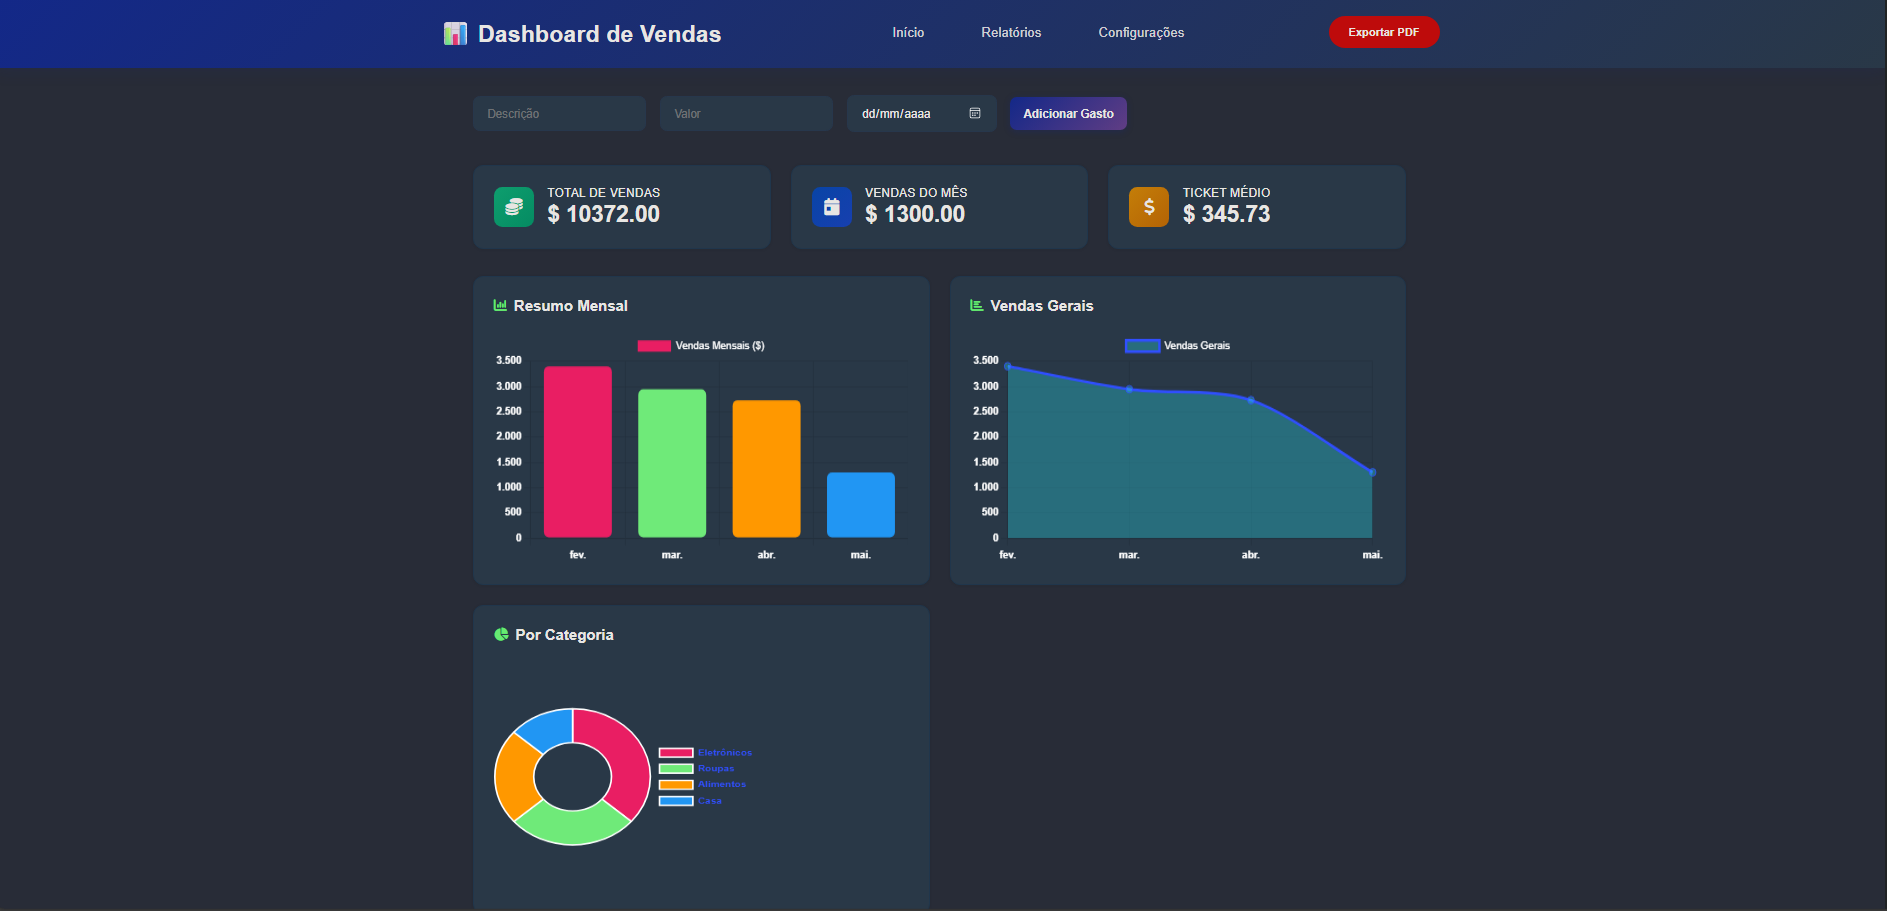 Dashboard de Vendas
Início
Relatórios
Configurações
Exportar PDF
Descrição
Valor
dd/mm/aaaa
Adicionar Gasto
TOTAL DE VENDAS
$ 10372.00
VENDAS DO MÊS
$ 1300.00
TICKET MÉDIO
$ 345.73
Resumo Mensal
Vendas Mensais ($)
3.500
3.000
2.500
2.000
1.500
1.000
500
0
fev.
mar.
abr.
mai.
Vendas Gerais
Vendas Gerais
3.500
3.000
2.500
2.000
1.500
1.000
500
0
fev.
mar.
abr.
mai.
Por Categoria
Eletrônicos
Roupas
Alimentos
Casa